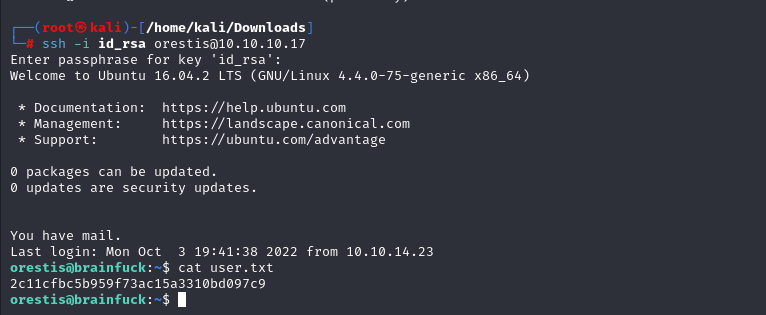 ┌──(root㉿kali)-[/home/kali/Downloads]
└─# ssh -i id_rsa orestis@10.10.10.17
Enter passphrase for key 'id_rsa':
Welcome to Ubuntu 16.04.2 LTS (GNU/Linux 4.4.0-75-generic x86_64)
* Documentation:  https://help.ubuntu.com
* Management:     https://landscape.canonical.com
* Support:        https://ubuntu.com/advantage
0 packages can be updated.
0 updates are security updates.
You have mail.
Last login: Mon Oct  3 19:41:38 2022 from 10.10.14.23
orestis@brainfuck:~$ cat user.txt
2c11cfbc5b959f73ac15a3310bd097c9
orestis@brainfuck:~$